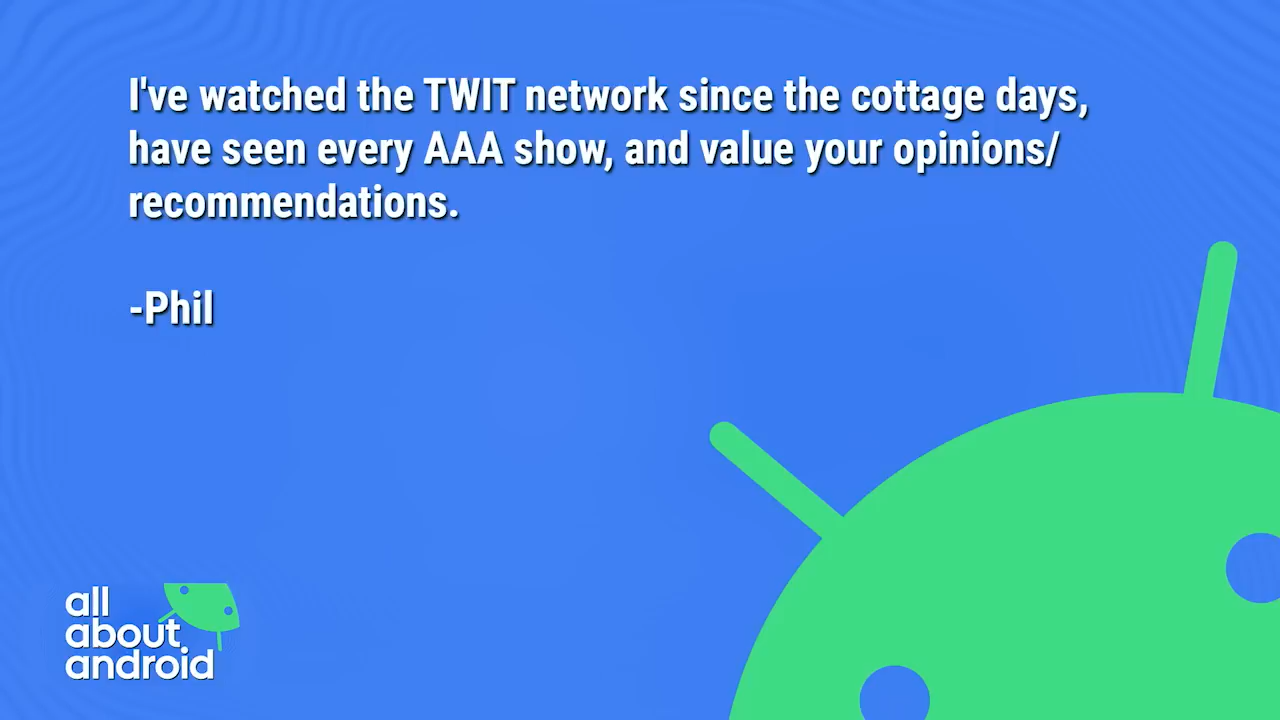 I've watched the TWIT network since the cottage days,
have seen every AAA show, and value your opinions/
recommendations.
-Phil
all
about
android